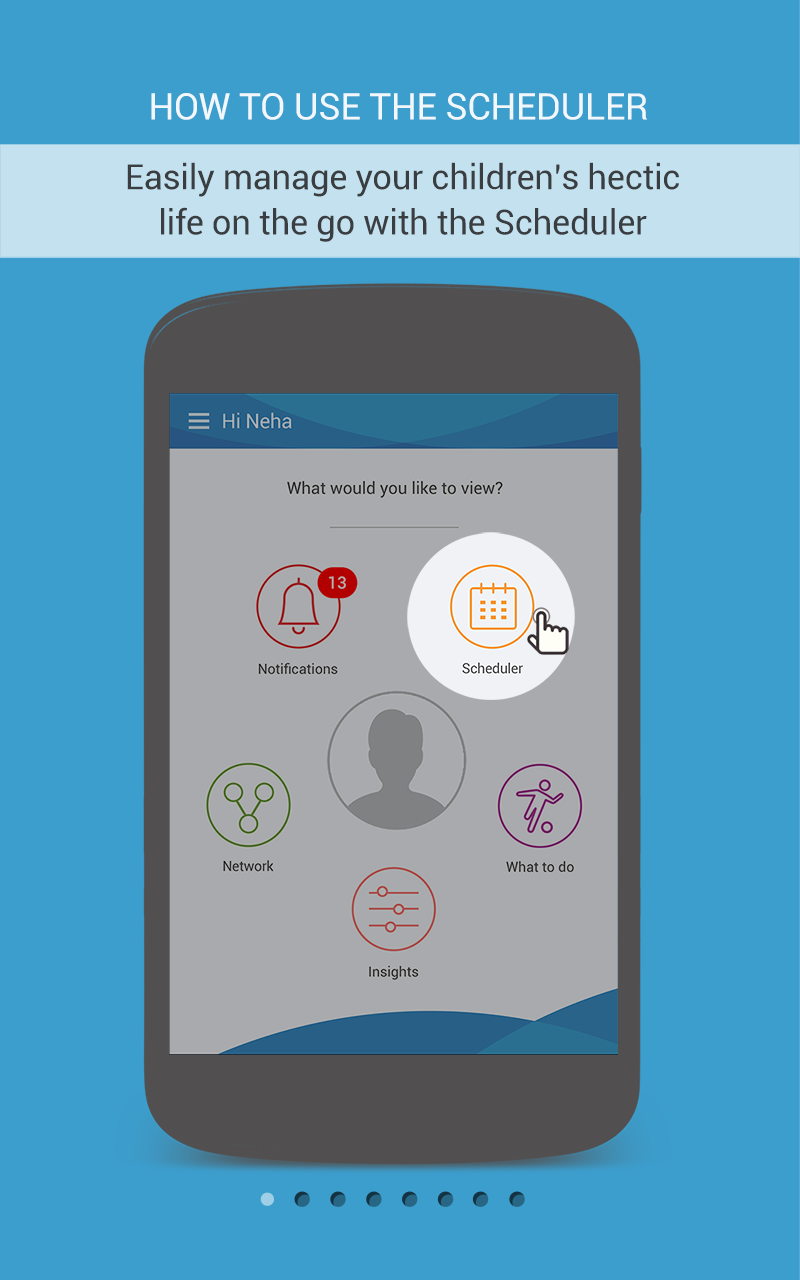 HOW TO USE THE SCHEDULER
Easily manage your children's hectic
life on the go with the Scheduler
Hi Neha
What would you like to view?
13
Notifications
Scheduler
Network
What to do
Insights